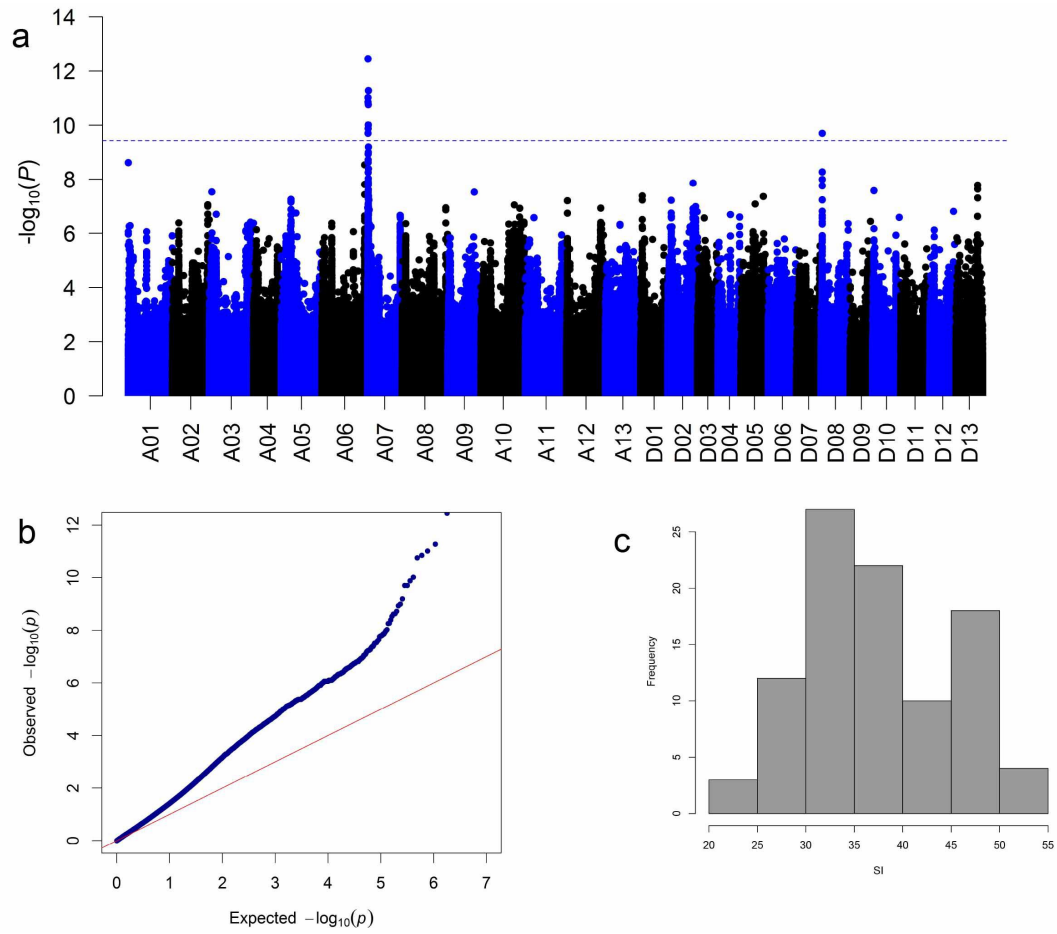 a
-log10(P)
14
12
10
8
6
4
2
0
A01 A02 A03 A04 A05 A06 A07 A08 A09 A10 A11 A12 A13 D01 D02 D03 D04 D05 D06 D07 D08 D09 D10 D11 D12 D13
b
Observed −log10(p)
12
10
8
6
4
2
0
0 1 2 3 4 5 6 7
Expected −log10(p)
c
Frequency
25
20
15
10
5
0
20 25 30 35 40 45 50 55
SI